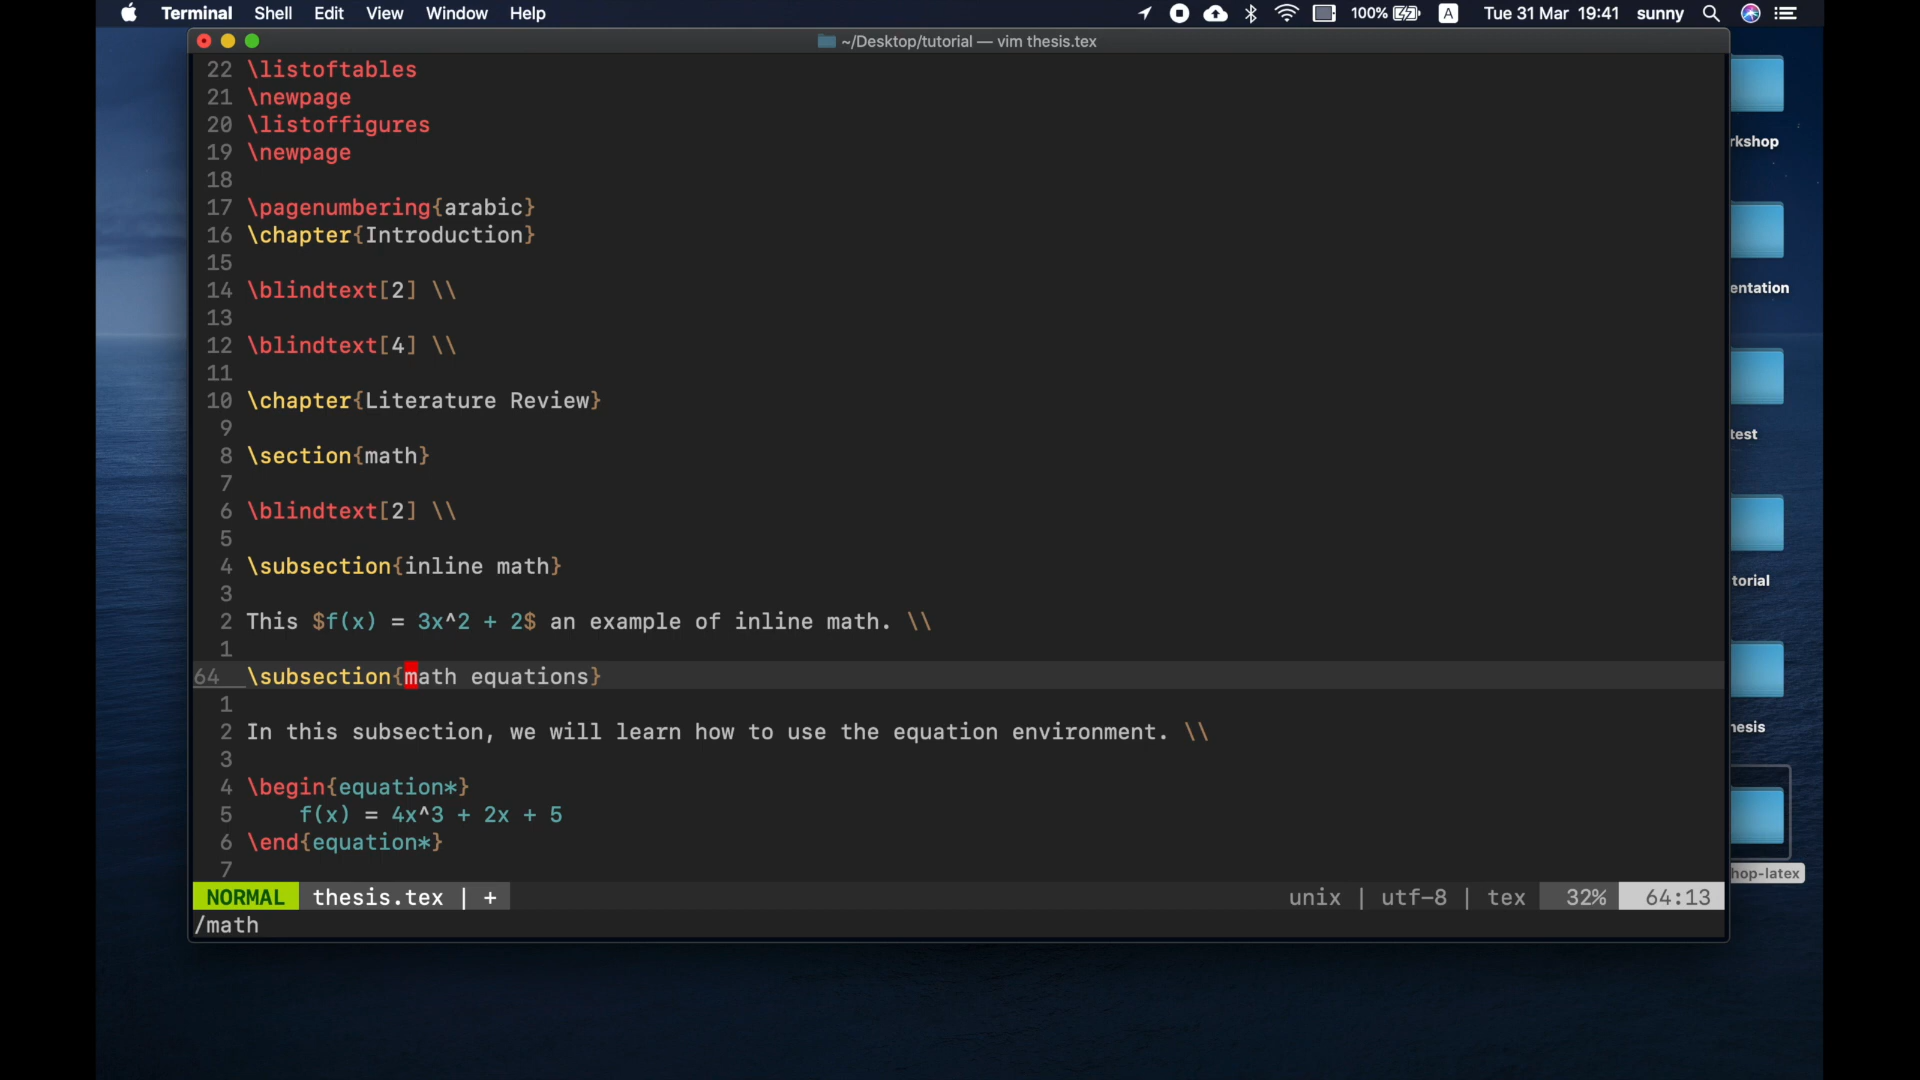 Terminal Shell Edit View Window Help 100% A Tue 31 Mar 19:41 sunny
~/Desktop/tutorial — vim thesis.tex
22 \listoftables
21 \newpage
20 \listoffigures
19 \newpage
18
17 \pagenumbering{arabic}
16 \chapter{Introduction}
15
14 \blindtext[2] \\
13
12 \blindtext[4] \\
11
10 \chapter{Literature Review}
9
8 \section{math}
7
6 \blindtext[2] \\
5
4 \subsection{inline math}
3
2 This $f(x) = 3x^2 + 2$ an example of inline math. \\
1
64 \subsection{math equations}
1
2 In this subsection, we will learn how to use the equation environment. \\
3
4 \begin{equation*}
5 f(x) = 4x^3 + 2x + 5
6 \end{equation*}
7
NORMAL thesis.tex | + unix | utf-8 | tex 32% 64:13
/math
rkshop
entation
test
torial
hesis
hop-latex